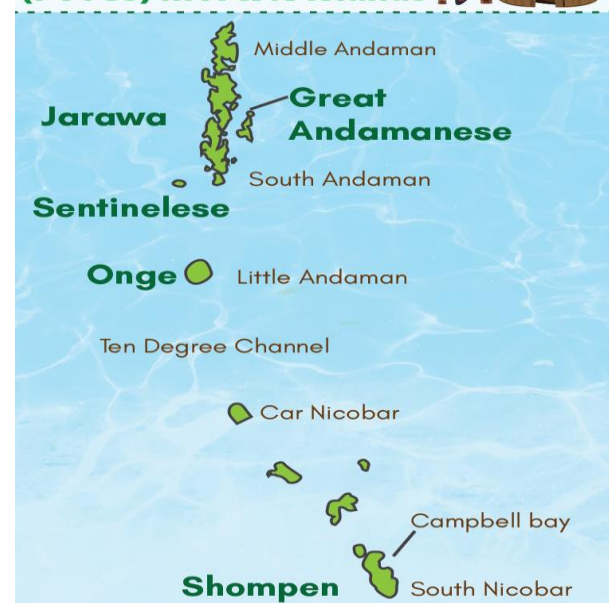 Middle Andaman
Great
Andamanese
Jarawa
South Andaman
Sentinelese
Onge
Little Andaman
Ten Degree Channel
Car Nicobar
Campbell bay
Shompen
South Nicobar